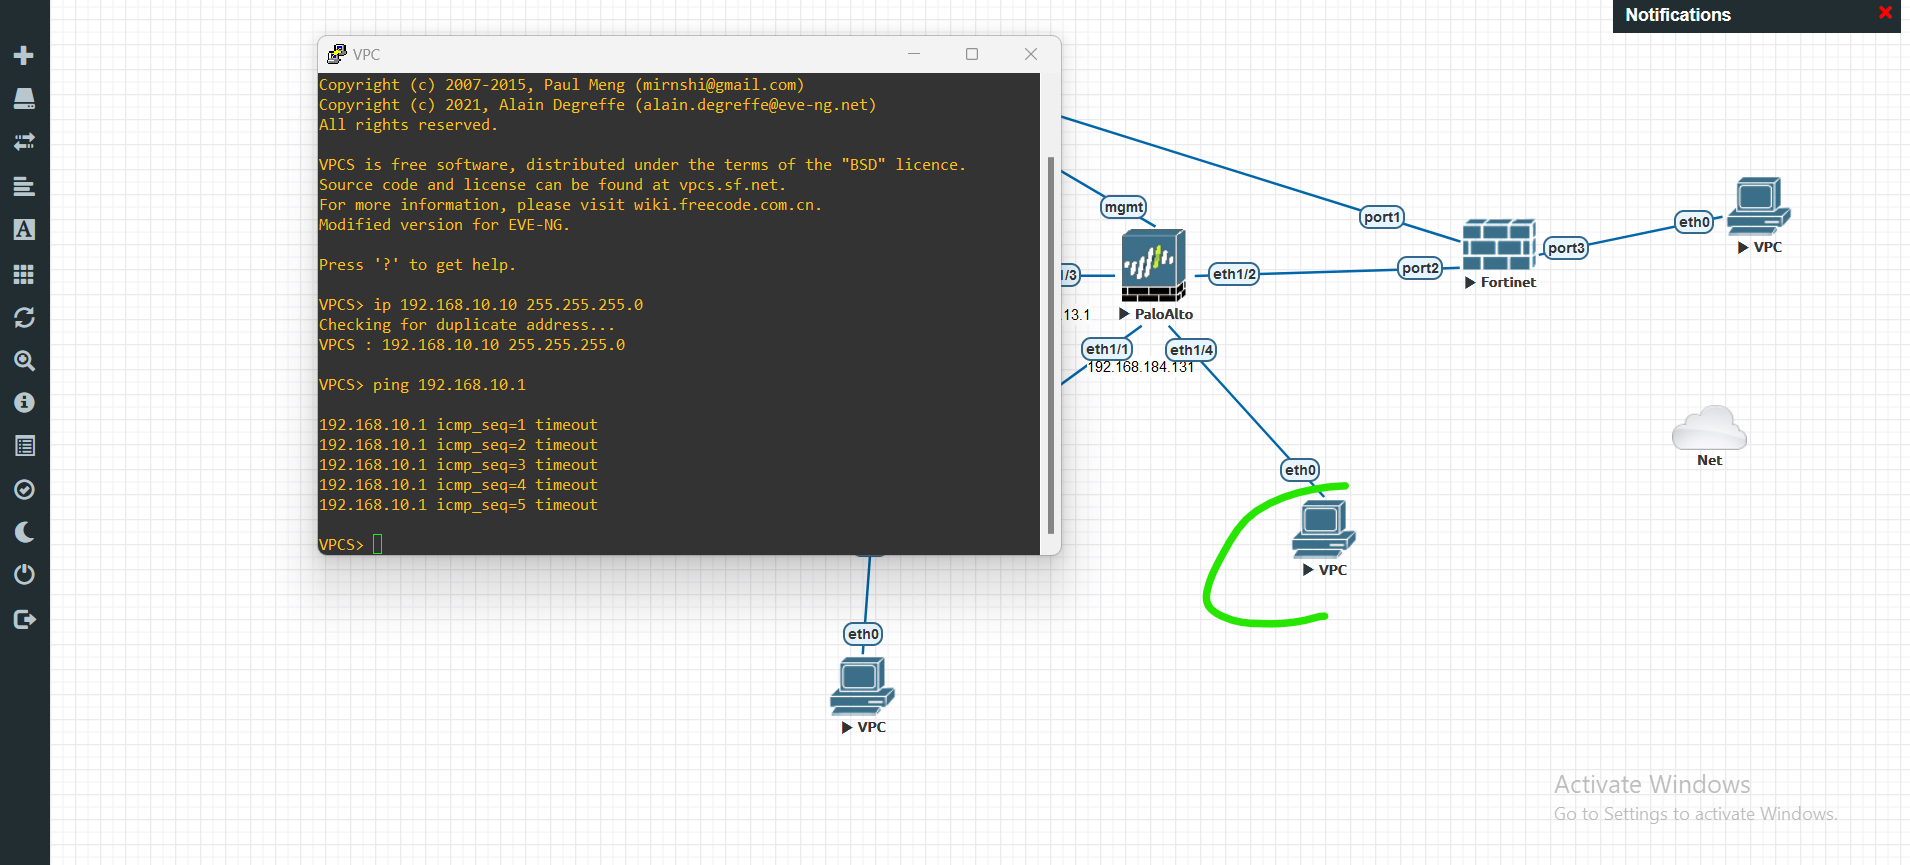 Notifications
VPC
Copyright (c) 2007-2015, Paul Meng (mirnshi@gmail.com)
Copyright (c) 2021, Alain Degreffe (alain.degreffe@eve-ng.net)
All rights reserved.
VPCS is free software, distributed under the terms of the "BSD" licence.
Source code and license can be found at vpcs.sf.net.
For more information, please visit wiki.freecode.com.cn.
Modified version for EVE-NG.
Press '?' to get help.
VPCS> ip 192.168.10.10 255.255.255.0
Checking for duplicate address...
VPCS : 192.168.10.10 255.255.255.0
VPCS> ping 192.168.10.1
192.168.10.1 icmp_seq=1 timeout
192.168.10.1 icmp_seq=2 timeout
192.168.10.1 icmp_seq=3 timeout
192.168.10.1 icmp_seq=4 timeout
192.168.10.1 icmp_seq=5 timeout
VPCS>
mgmt
port1
eth0
VPC
port3
1/3
eth1/2
port2
Fortinet
.13.1
PaloAlto
eth1/1
eth1/4
192.168.184.131
Net
eth0
VPC
eth0
VPC
Activate Windows
Go to Settings to activate Windows.